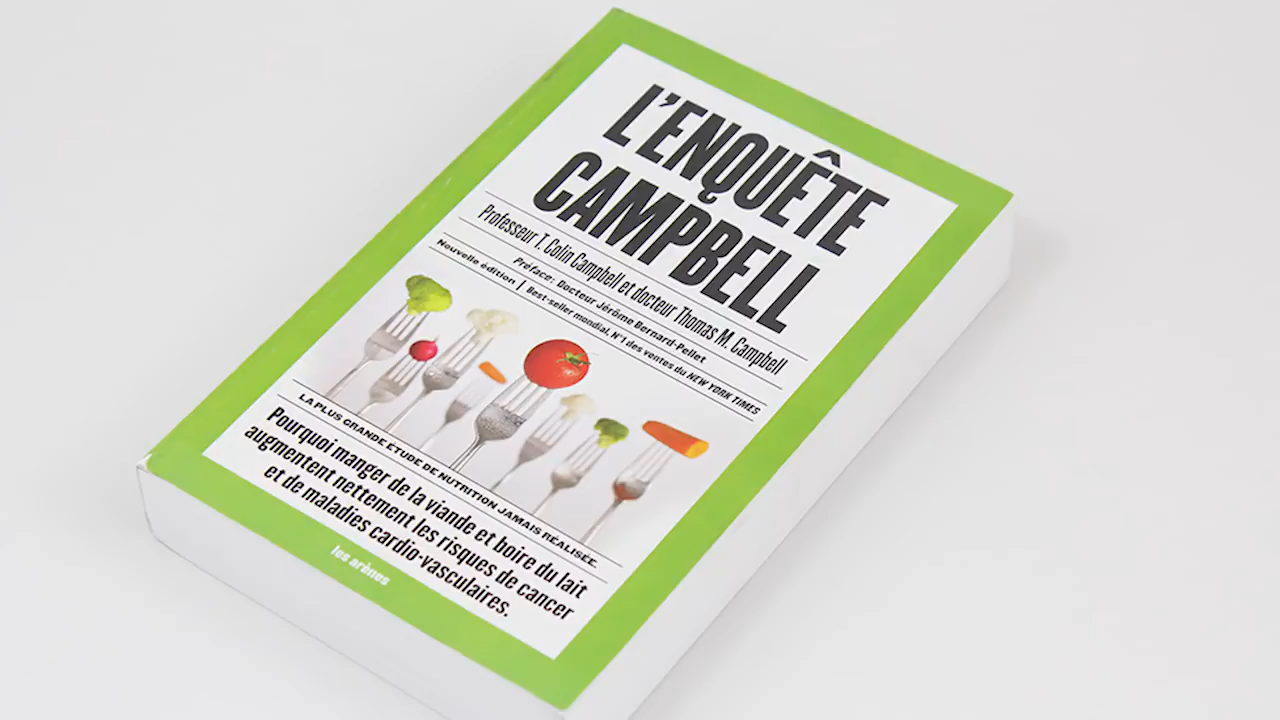 L'ENQUÊTE
CAMPBELL
Professeur T. Colin Campbell et docteur Thomas M. Campbell
Préface: Docteur Jérôme Bernard-Pellet
Nouvelle édition | Best-seller mondial, N°1 des ventes du NEW YORK TIMES
LA PLUS GRANDE ÉTUDE DE NUTRITION JAMAIS RÉALISÉE.
Pourquoi manger de la viande et boire du lait
augmentent nettement les risques de cancer
et de maladies cardio-vasculaires.
les arènes